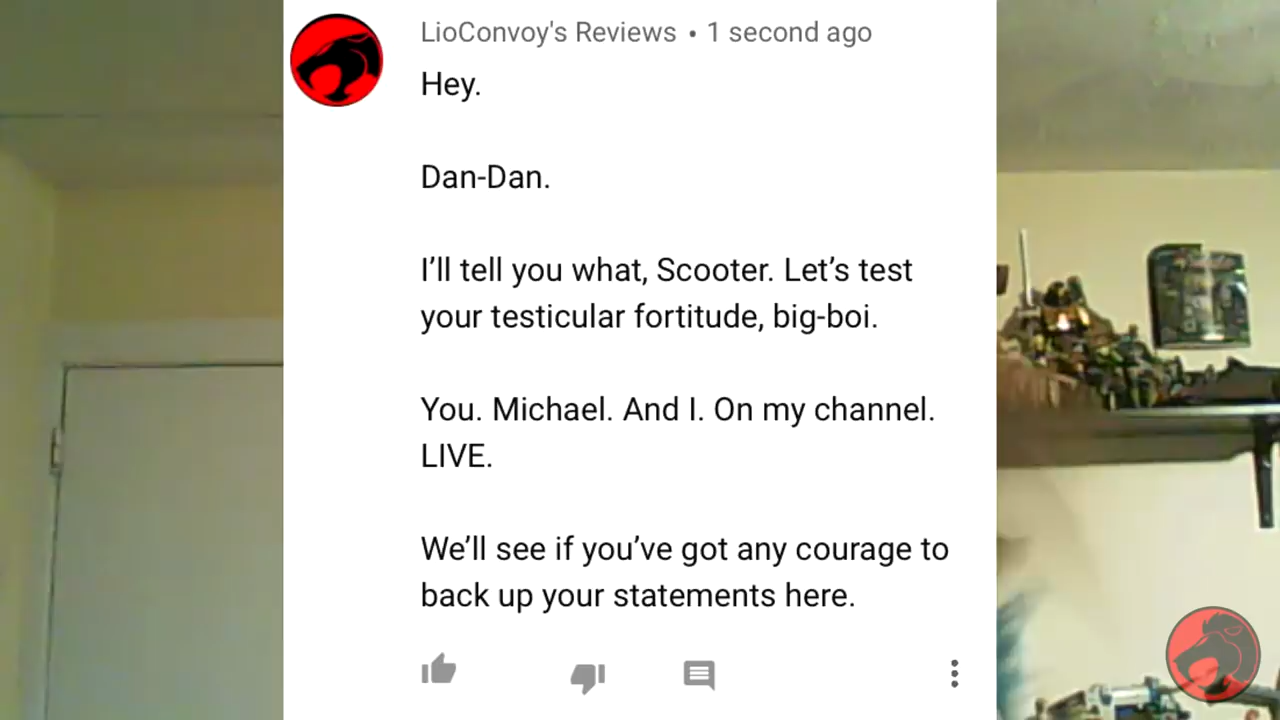 LioConvoy's Reviews • 1 second ago
Hey.
Dan-Dan.
I’ll tell you what, Scooter. Let’s test
your testicular fortitude, big-boi.
You. Michael. And I. On my channel.
LIVE.
We’ll see if you’ve got any courage to
back up your statements here.